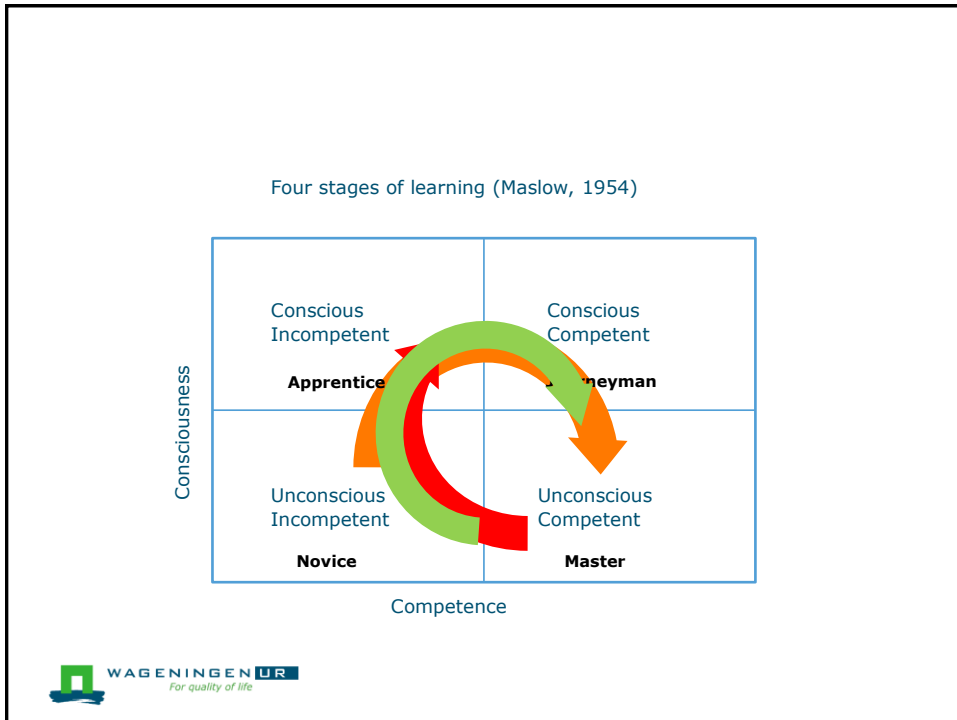 Four stages of learning (Maslow, 1954)
Conscious
Incompetent
Conscious
Competent
Apprentice
neyman
Consciousness
Unconscious
Incompetent
Unconscious
Competent
Novice
Master
Competence
WAGENINGEN UR
For quality of life